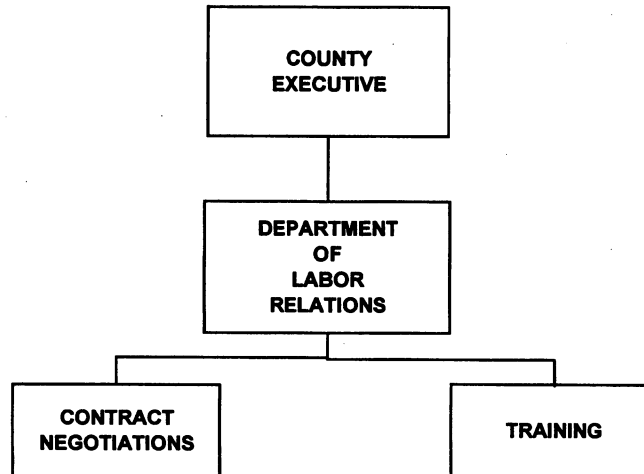 COUNTY
EXECUTIVE
DEPARTMENT
OF
LABOR
RELATIONS
CONTRACT
NEGOTIATIONS
TRAINING